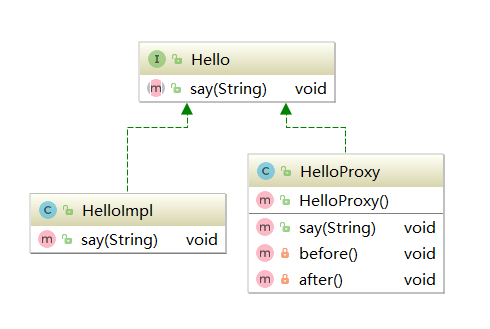 I Hello
m say(String) void
C HelloImpl
m say(String) void
C HelloProxy
m HelloProxy()
m say(String) void
m before() void
m after() void